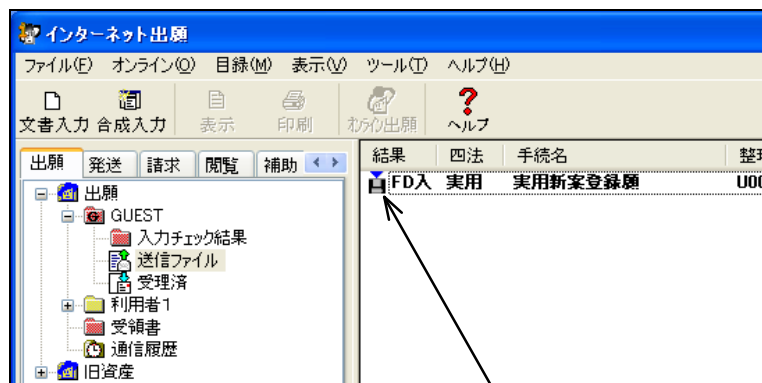 インターネット出願
ファイル(F) オンライン(O) 目録(M) 表示(V) ツール(T) ヘルプ(H)
文書入力 合成入力 表示 印刷 オンライン出願 ヘルプ
出願 発送 請求 閲覧 補助
結果 四法 手続名 整理
FD入 実用 実用新案登録願 U00
出願
GUEST
入力チェック結果
送信ファイル
受理済
利用者1
受領書
通信履歴
旧資産